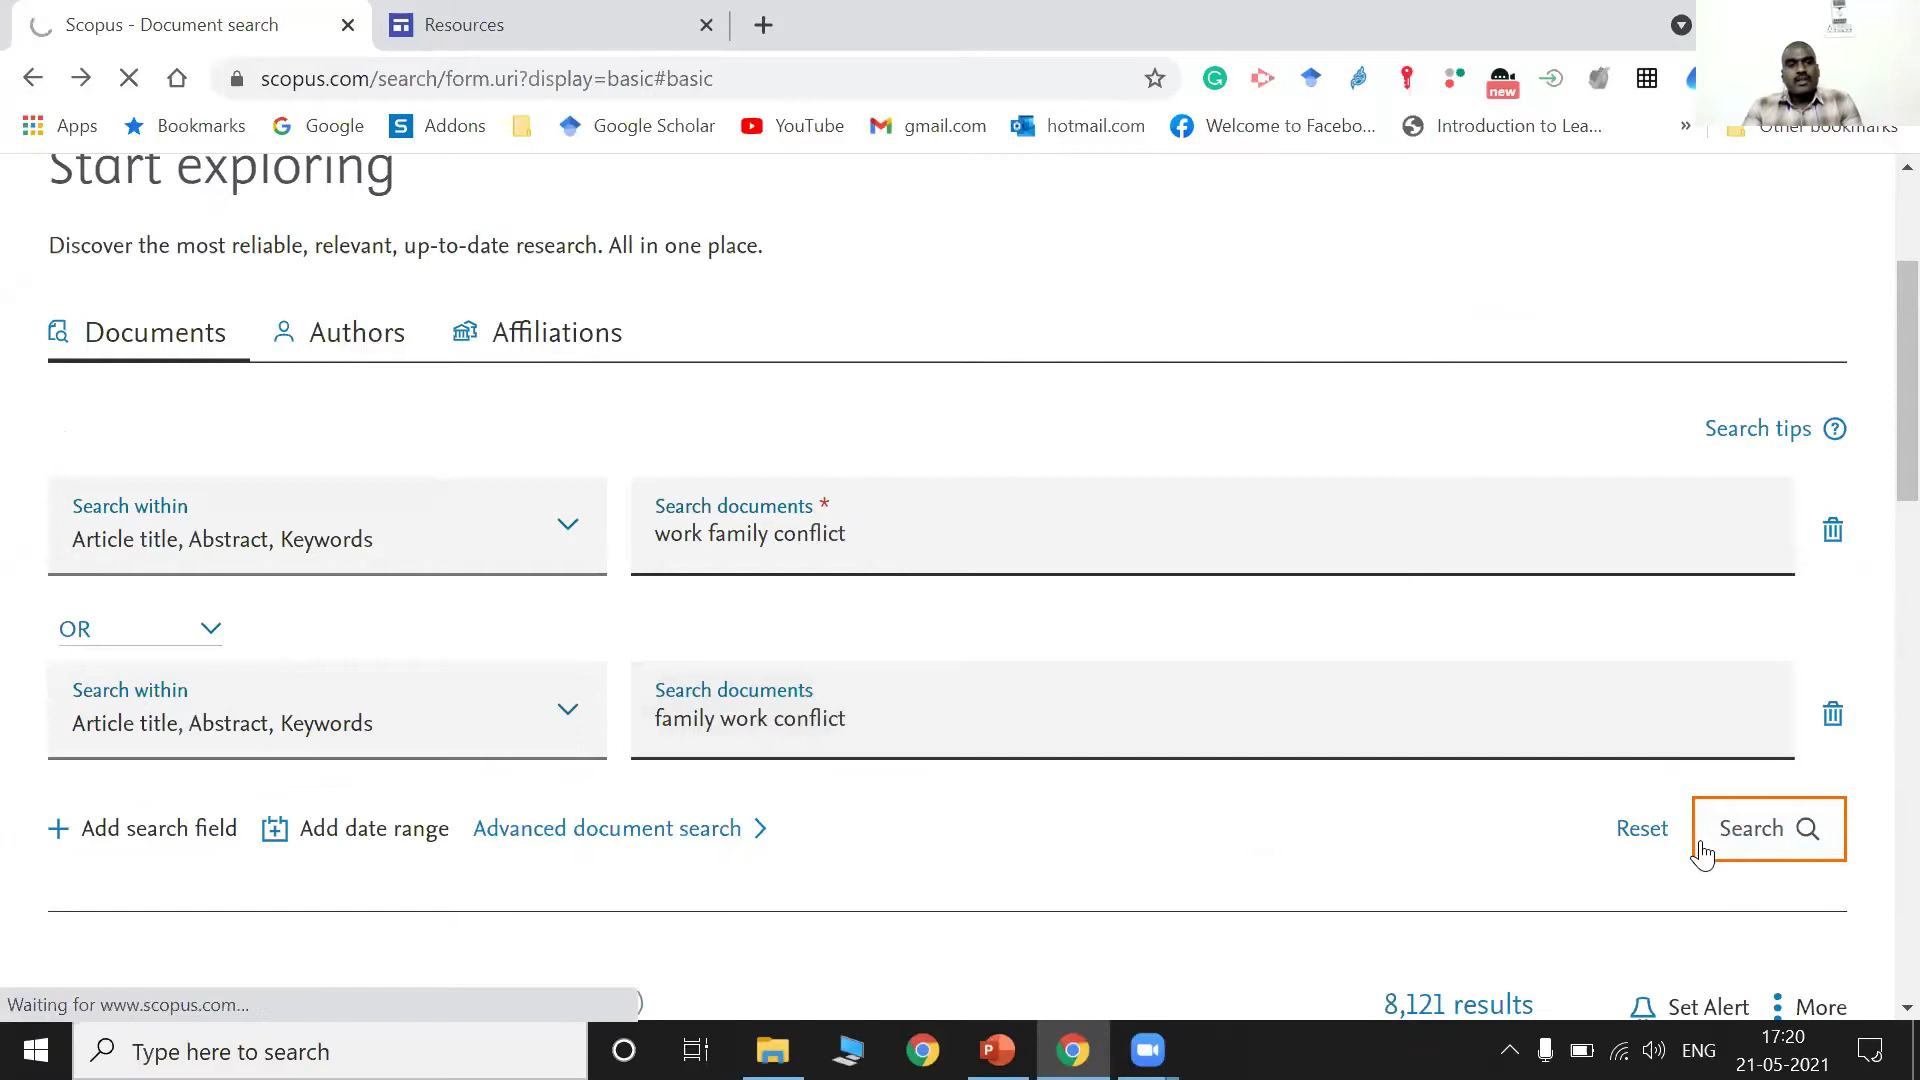 Scopus - Document search
Resources
scopus.com/search/form.uri?display=basic#basic
new
Apps
Bookmarks
Google
Addons
Google Scholar
YouTube
gmail.com
hotmail.com
Welcome to Facebo...
Introduction to Lea...
»
Other bookmarks
Start exploring
Discover the most reliable, relevant, up-to-date research. All in one place.
Documents
Authors
Affiliations
Search tips
Search within
Article title, Abstract, Keywords
Search documents *
work family conflict
OR
Search within
Article title, Abstract, Keywords
Search documents
family work conflict
Add search field
Add date range
Advanced document search
Reset
Search
Waiting for www.scopus.com...
8,121 results
Set Alert
More
Type here to search
ENG
17:20
21-05-2021